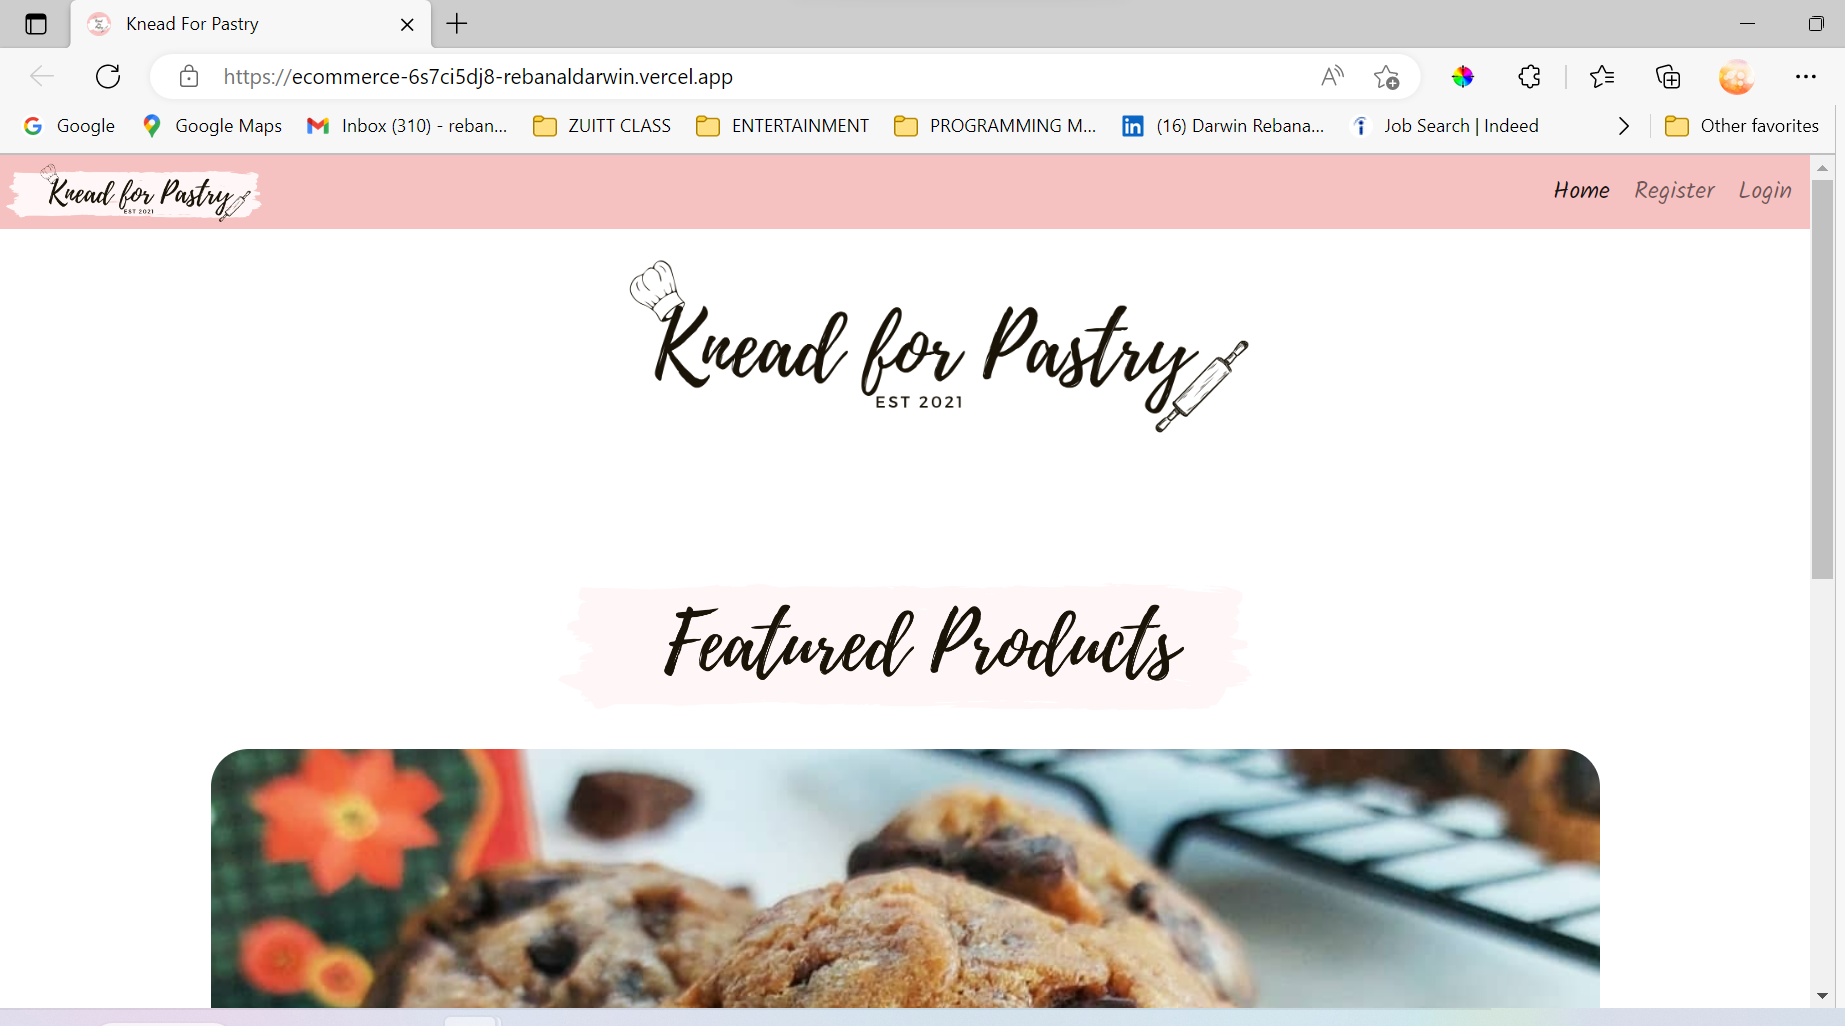 Knead For Pastry
https://ecommerce-6s7ci5dj8-rebanaldarwin.vercel.app
Google Google Maps Inbox (310) - reban... ZUITT CLASS ENTERTAINMENT PROGRAMMING M... (16) Darwin Rebana... Job Search | Indeed Other favorites
Knead for Pastry
EST 2021
Home Register Login
Knead for Pastry
EST 2021
Featured Products